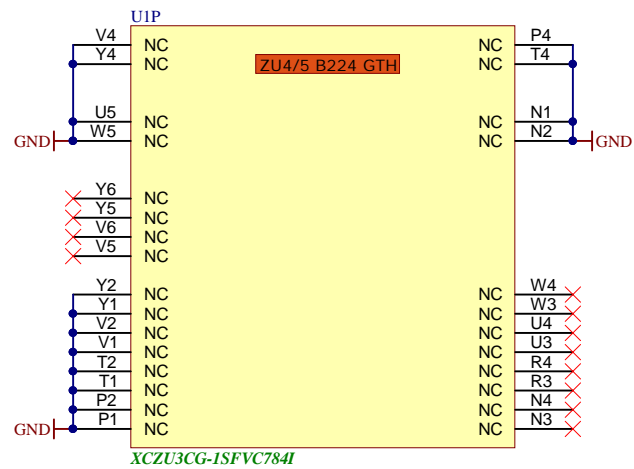 U1P
V4 NC NC P4
Y4 NC ZU4/5 B224 GTH NC T4
U5 NC NC N1
GND W5 NC NC N2 GND
Y6 NC
Y5 NC
V6 NC
V5 NC
Y2 NC NC W4
Y1 NC NC W3
V2 NC NC U4
V1 NC NC U3
T2 NC NC R4
T1 NC NC R3
P2 NC NC N4
GND P1 NC NC N3
XCZU3CG-1SFVC784I